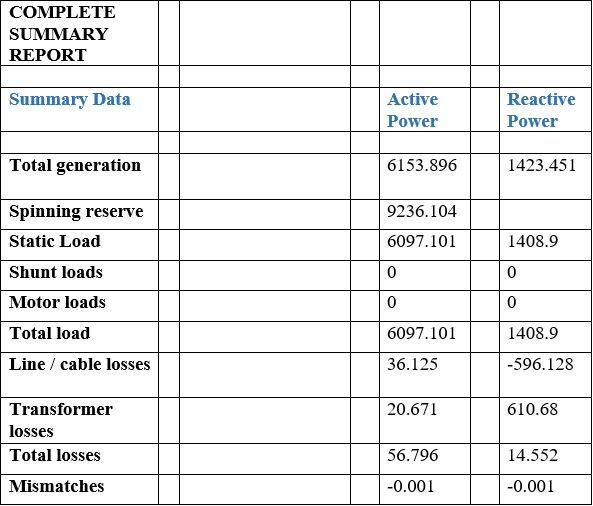 COMPLETE
SUMMARY
REPORT
Summary Data Active Reactive
Power Power
Total generation 6153.896 1423.451
Spinning reserve 9236.104
Static Load 6097.101 1408.9
Shunt loads 0 0
Motor loads 0 0
Total load 6097.101 1408.9
Line / cable losses 36.125 -596.128
Transformer 20.671 610.68
losses
Total losses 56.796 14.552
Mismatches -0.001 -0.001